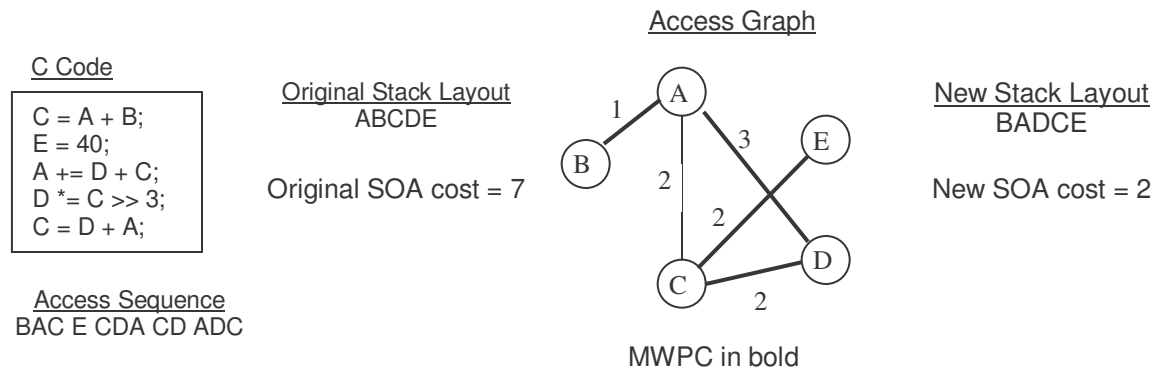 Access Graph
C Code
C = A + B;
E = 40;
A += D + C;
D *= C >> 3;
C = D + A;
Access Sequence
BAC E CDA CD ADC
Original Stack Layout
ABCDE
Original SOA cost = 7
A
1
B
E
3
2
2
C
D
2
MWPC in bold
New Stack Layout
BADCE
New SOA cost = 2